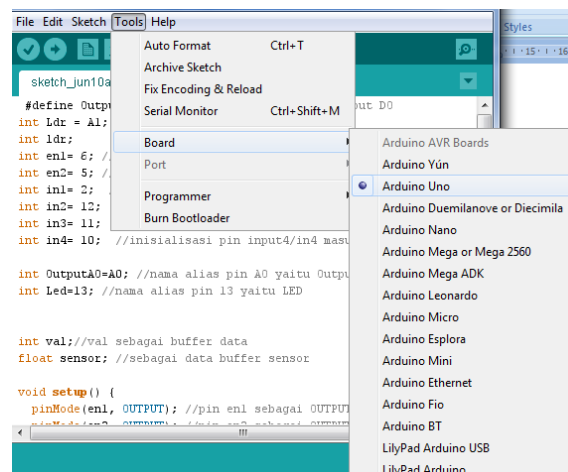 File Edit Sketch Tools Help
Styles
Auto Format Ctrl+T
Archive Sketch
Fix Encoding & Reload
Serial Monitor Ctrl+Shift+M
Board
Port
Programmer
Burn Bootloader
Arduino AVR Boards
Arduino Yún
Arduino Uno
Arduino Duemilanove or Diecimila
Arduino Nano
Arduino Mega or Mega 2560
Arduino Mega ADK
Arduino Leonardo
Arduino Micro
Arduino Esplora
Arduino Mini
Arduino Ethernet
Arduino Fio
Arduino BT
LilyPad Arduino USB
LilyPad Arduino
sketch_jun10a
#define Outpu ut D0
int Ldr = A1;
int ldr;
int en1= 6; /
int en2= 5; /
int in1= 2;
int in2= 12;
int in3= 11;
int in4= 10; //inisialisasi pin input4/in4 masu
int OutputA0=A0; //nama alias pin A0 yaitu Outpu
int Led=13; //nama alias pin 13 yaitu LED
int val;//val sebagai buffer data
float sensor; //sebagai data buffer sensor
void setup() {
pinMode(en1, OUTPUT); //pin en1 sebagai OUTPUT